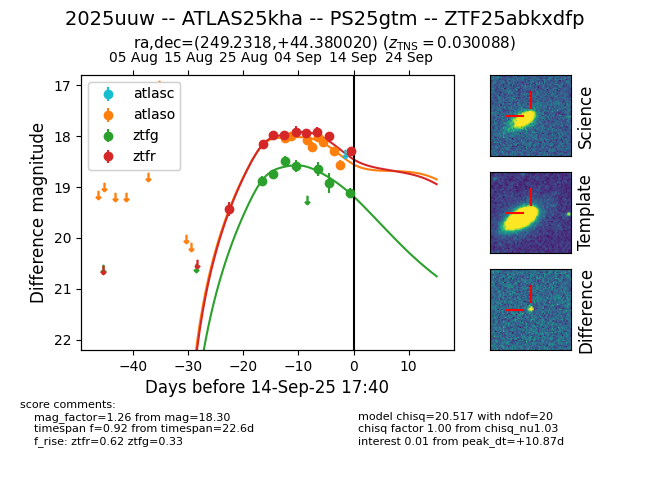 2025uuw -- ATLAS25kha -- PS25gtm -- ZTF25abkxdfp
ra,dec=(249.2318,+44.380020) (z_TNS = 0.030088)
05 Aug 15 Aug 25 Aug 04 Sep 14 Sep 24 Sep
17
18
19
20
21
22
Difference magnitude
atlasc
atlaso
ztfg
ztfr
−40 −30 −20 −10 0 10
Days before 14-Sep-25 17:40
Science
Template
Difference
score comments:
mag_factor=1.26 from mag=18.30
timespan f=0.92 from timespan=22.6d
f_rise: ztfr=0.62 ztfg=0.33
model chisq=20.517 with ndof=20
chisq factor 1.00 from chisq_nu1.03
interest 0.01 from peak_dt=+10.87d